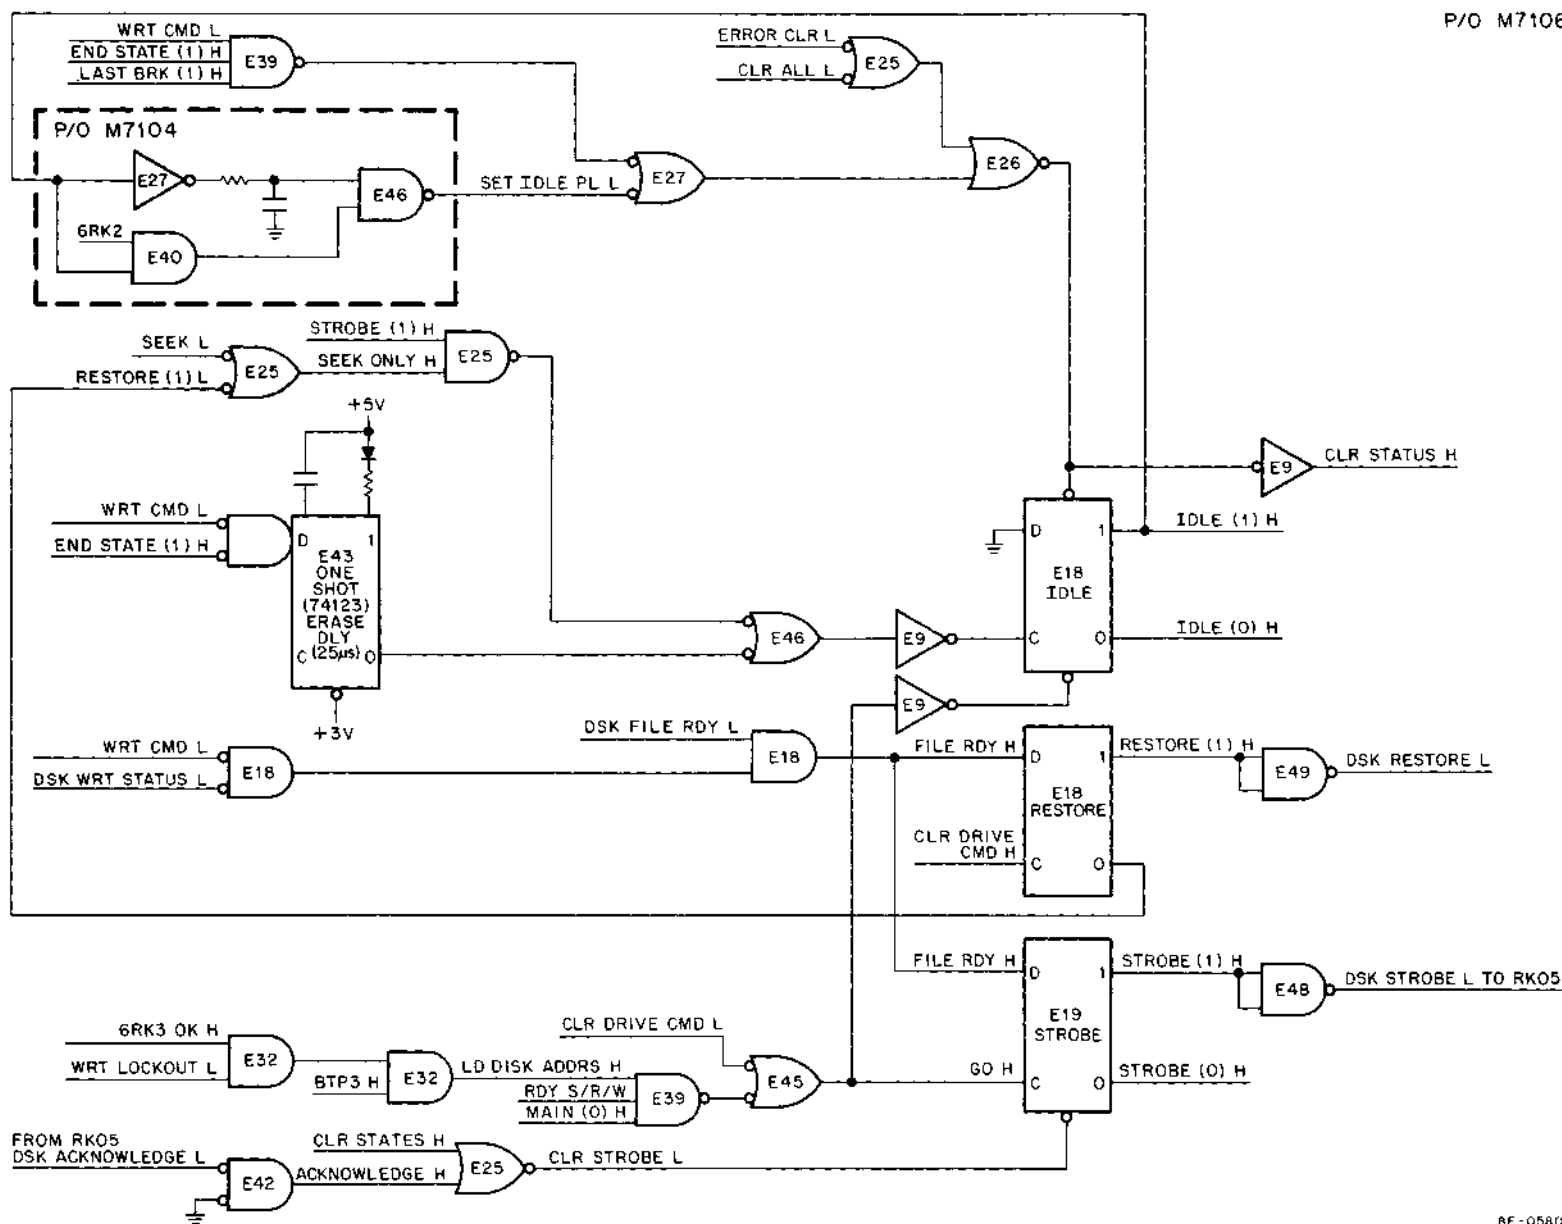 P/O M7106
WRT CMD L
END STATE (1) H
LAST BRK (1) H
E39
ERROR CLR L
CLR ALL L
E25
P/O M7104
E27
E46
6RK2
E40
SET IDLE PL L
E27
E26
SEEK L
RESTORE (1) L
E25
STROBE (1) H
SEEK ONLY H
E25
+5V
WRT CMD L
END STATE (1) H
D 1
E43
ONE
SHOT
(74123)
ERASE
DLY
(25µs)
C 0
+3V
E46
E9
E9
E9
CLR STATUS H
D 1
E18
IDLE
C 0
IDLE (1) H
IDLE (0) H
WRT CMD L
DSK WRT STATUS L
E18
DSK FILE RDY L
E18
FILE RDY H
D 1
E18
RESTORE
CLR DRIVE
CMD H
C 0
RESTORE (1) H
E49
DSK RESTORE L
FILE RDY H
D 1
E19
STROBE
C 0
STROBE (1) H
E48
DSK STROBE L TO RK05
STROBE (0) H
6RK3 OK H
WRT LOCKOUT L
E32
BTP3 H
E32
LD DISK ADDRS H
RDY S/R/W
MAIN (0) H
E39
CLR DRIVE CMD L
E45
GO H
FROM RK05
DSK ACKNOWLEDGE L
E42
CLR STATES H
ACKNOWLEDGE H
E25
CLR STROBE L